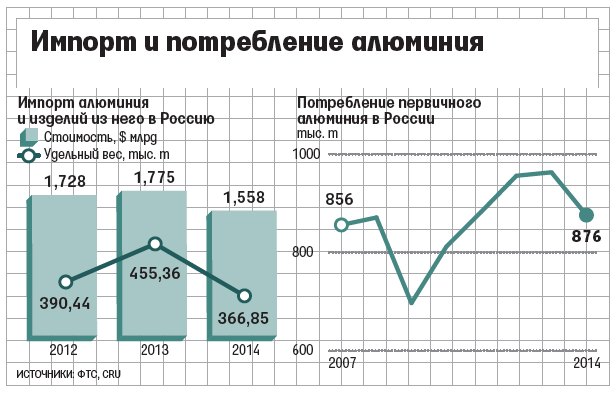 Импорт и потребление алюминия
Импорт алюминия
и изделий из него в Россию
Стоимость, $ млрд
Удельный вес, тыс. т
1,728
1,775
1,558
390,44
455,36
366,85
2012
2013
2014
Потребление первичного
алюминия в России
тыс. т
1000
856
800
876
600
2007
2014
ИСТОЧНИКИ: ФТС, CRU